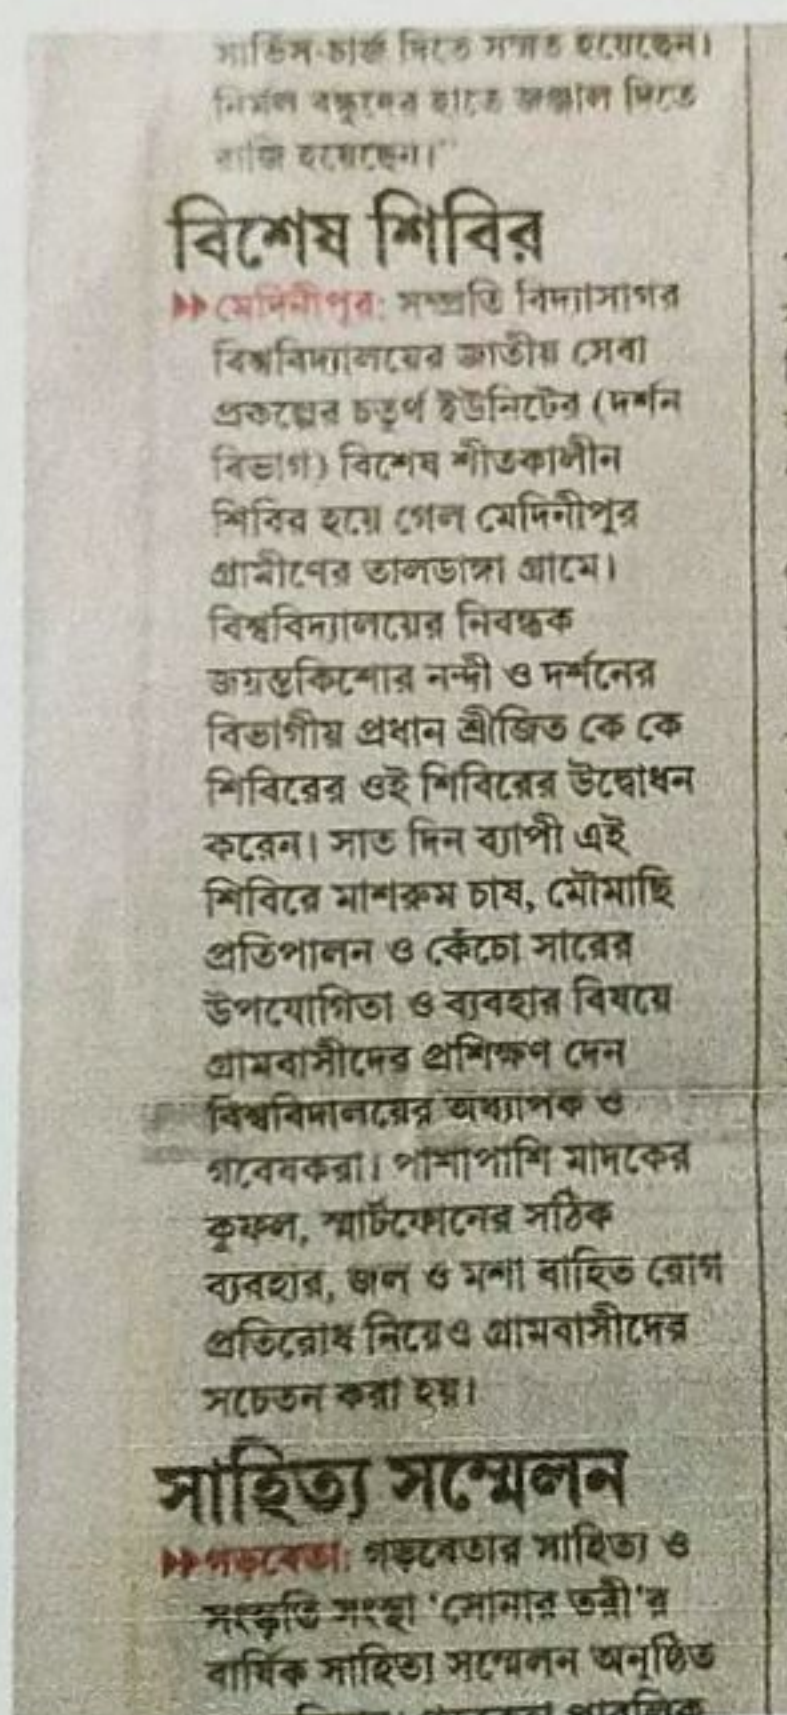 সার্ভিস-চার্জ দিতে সম্মত হয়েছেন।
নির্মল বন্ধুদের হাতে জঞ্জাল দিতে
রাজি হয়েছেন।"
বিশেষ শিবির
মেদিনীপুর: সম্প্রতি বিদ্যাসাগর
বিশ্ববিদ্যালয়ের জাতীয় সেবা
প্রকল্পের চতুর্থ ইউনিটের (দর্শন
বিভাগ) বিশেষ শীতকালীন
শিবির হয়ে গেল মেদিনীপুর
গ্রামীণের তালডাঙ্গা গ্রামে।
বিশ্ববিদ্যালয়ের নিবন্ধক
জয়ন্তকিশোর নন্দী ও দর্শনের
বিভাগীয় প্রধান শ্রীজিত কে কে
শিবিরের ওই শিবিরের উদ্বোধন
করেন। সাত দিন ব্যাপী এই
শিবিরে মাশরুম চাষ, মৌমাছি
প্রতিপালন ও কেঁচো সারের
উপযোগিতা ও ব্যবহার বিষয়ে
গ্রামবাসীদের প্রশিক্ষণ দেন
বিশ্ববিদালয়ের অধ্যাপক ও
গবেষকরা। পাশাপাশি মাদকের
কুফল, স্মার্টফোনের সঠিক
ব্যবহার, জল ও মশা বাহিত রোগ
প্রতিরোধ নিয়েও গ্রামবাসীদের
সচেতন করা হয়।
সাহিত্য সম্মেলন
গড়বেতা: গড়বেতার সাহিত্য ও
সংস্কৃতি সংস্থা 'সোনার তরী'র
বার্ষিক সাহিত্য সম্মেলন অনুষ্ঠিত